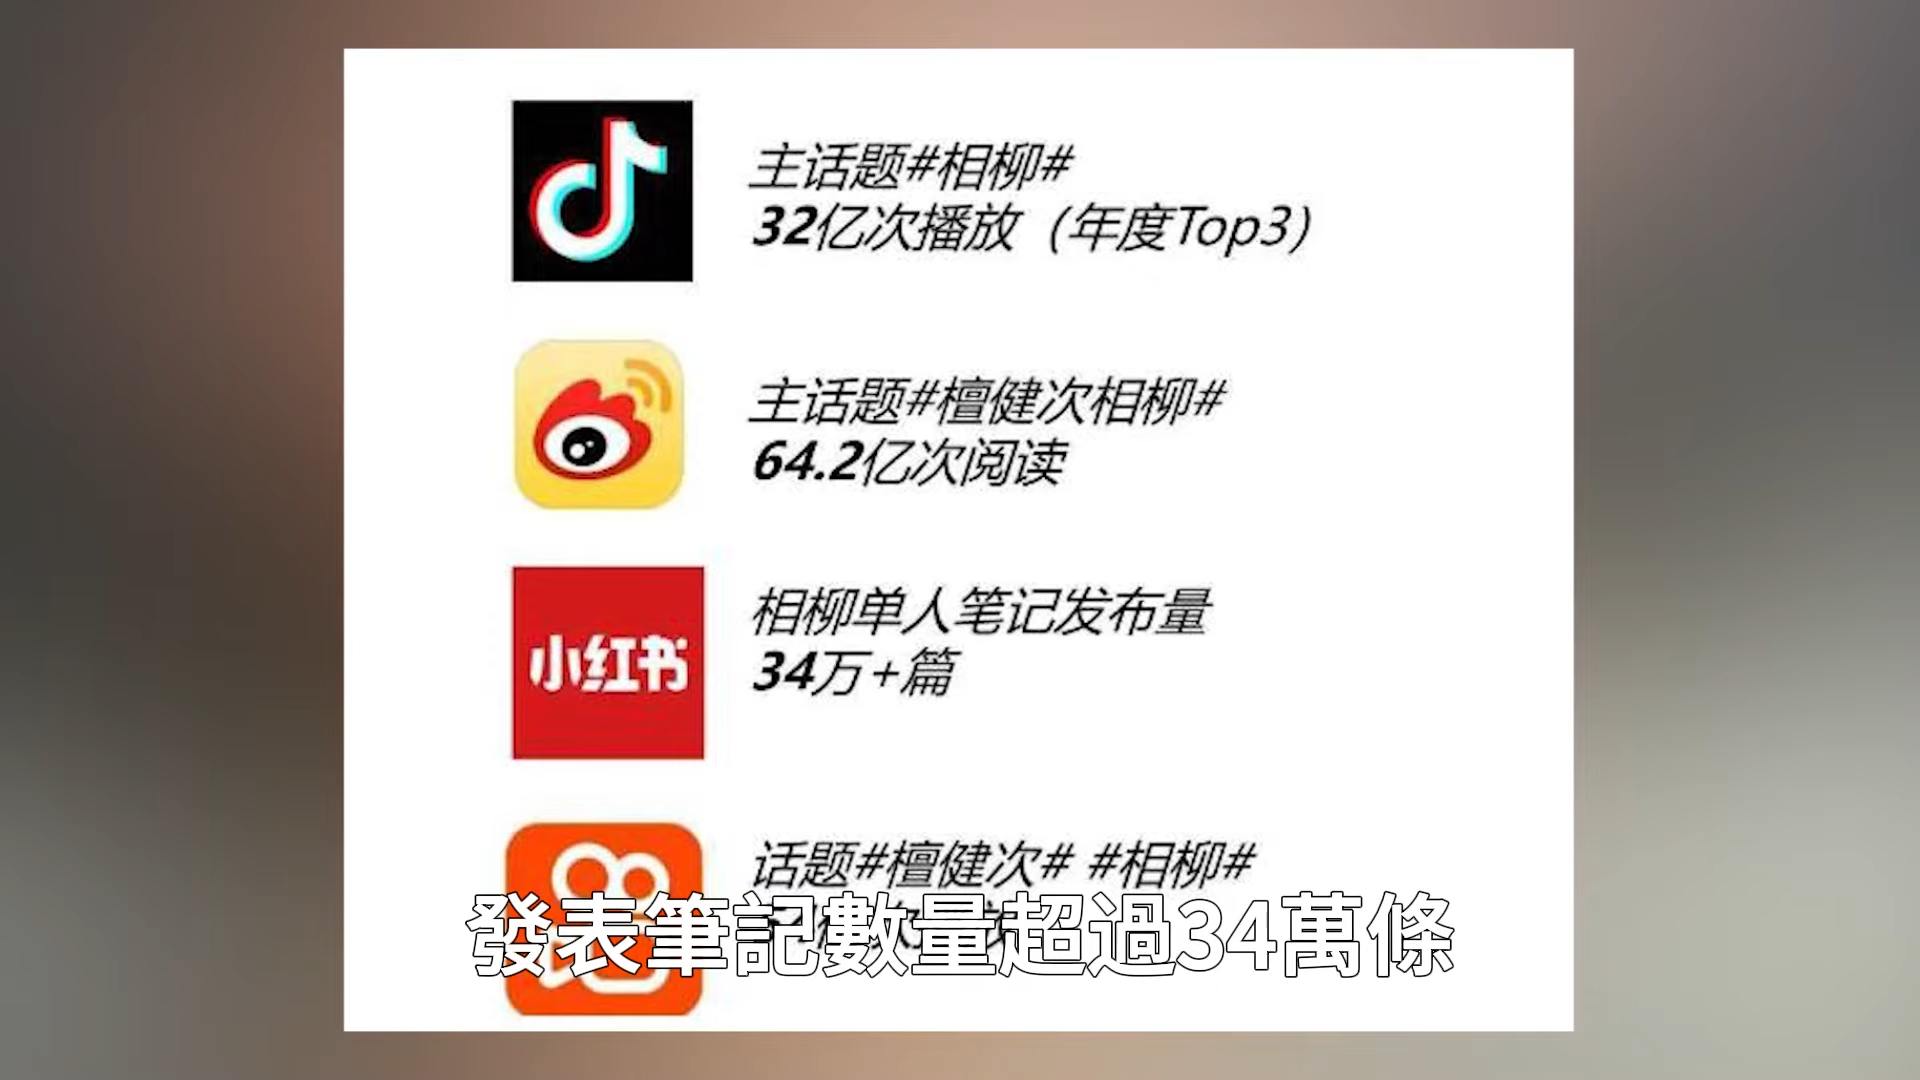 主话题#相柳#
32亿次播放（年度Top3）
主话题#檀健次相柳#
64.2亿次阅读
小红书
相柳单人笔记发布量
34万+篇
话题#檀健次# #相柳#
發表筆記數量超過34萬條